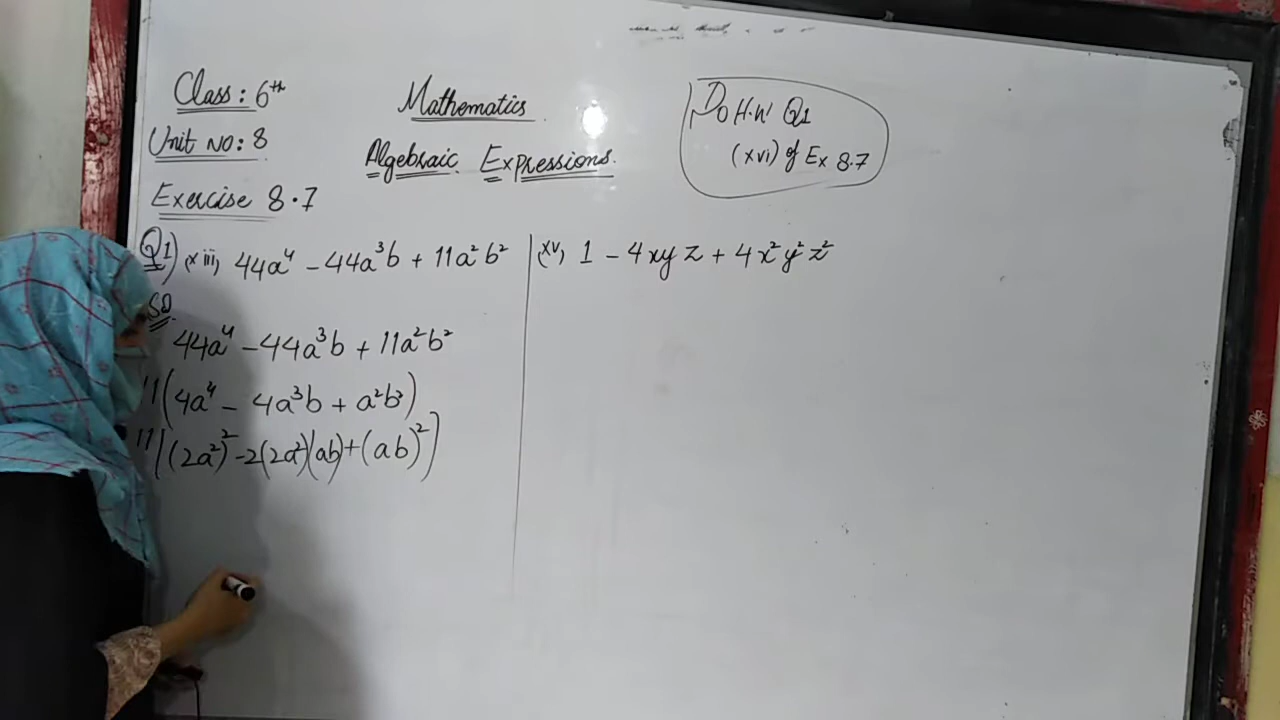 Class: 6th
Unit No: 8
Exercise 8.7
Mathematics
Algebraic Expressions.
Do H.W Q1
(xvi) of Ex 8.7
Q1) (xiii) 44a⁴ - 44a³b + 11a²b²
Sol
44a⁴ - 44a³b + 11a²b²
11(4a⁴ - 4a³b + a²b²)
11[(2a²)² - 2(2a²)(ab) + (ab)²]
(xv) 1 - 4xyz + 4x²y²z²